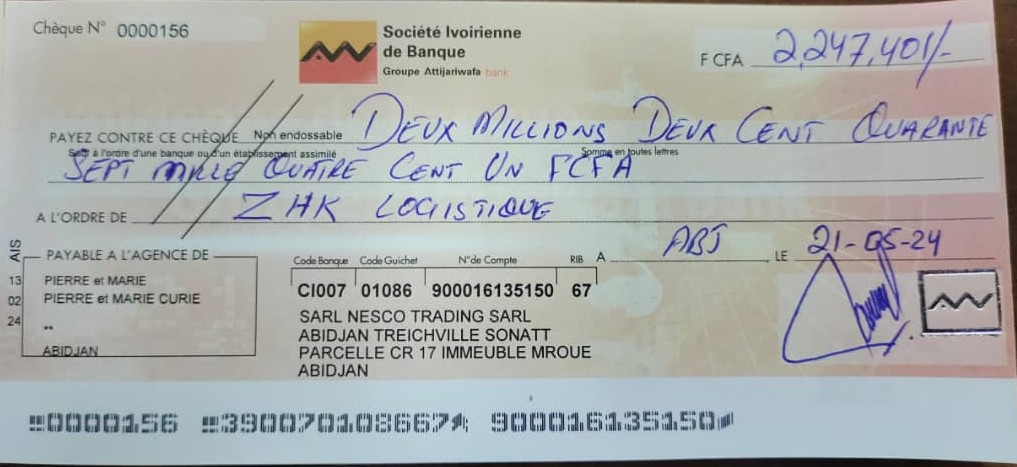 Chèque N° 0000156
Société Ivoirienne
de Banque
Groupe Attijariwafa bank
F CFA 2,247,401/-
PAYEZ CONTRE CE CHÈQUE Non endossable DEUX MILLIONS DEUX CENT QUARANTE
Sauf à l'ordre d'une banque ou d'un établissement assimilé Somme en toutes lettres
SEPT MILLE QUATRE CENT UN FCFA
A L'ORDRE DE ZHK LOGISTIQUE
A ABJ LE 21-05-24
AIS
13
02
24
PAYABLE A L'AGENCE DE
PIERRE et MARIE
PIERRE et MARIE CURIE
--
ABIDJAN
Code Banque Code Guichet N°de Compte RIB
CI007 01086 900016135150 67
SARL NESCO TRADING SARL
ABIDJAN TREICHVILLE SONATT
PARCELLE CR 17 IMMEUBLE MROUE
ABIDJAN
0000156 390070108667 900016135150